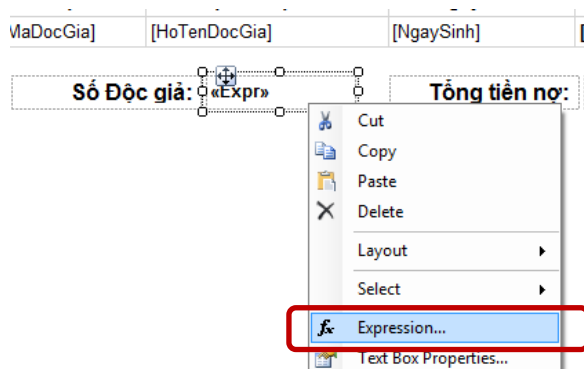 MaDocGia] [HoTenDocGia] [NgaySinh] [
Số Độc giả: «Expr» Tổng tiền nợ:
Cut
Copy
Paste
Delete
Layout
Select
fx Expression...
Text Box Properties...